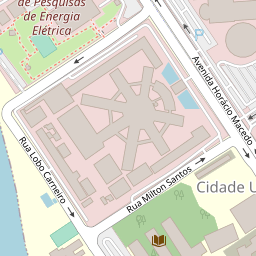 de Pesquisas
de Energia
Elétrica
Avenida Horácio Macedo
Rua Lobo Carneiro
Rua Milton Santos
Cidade U